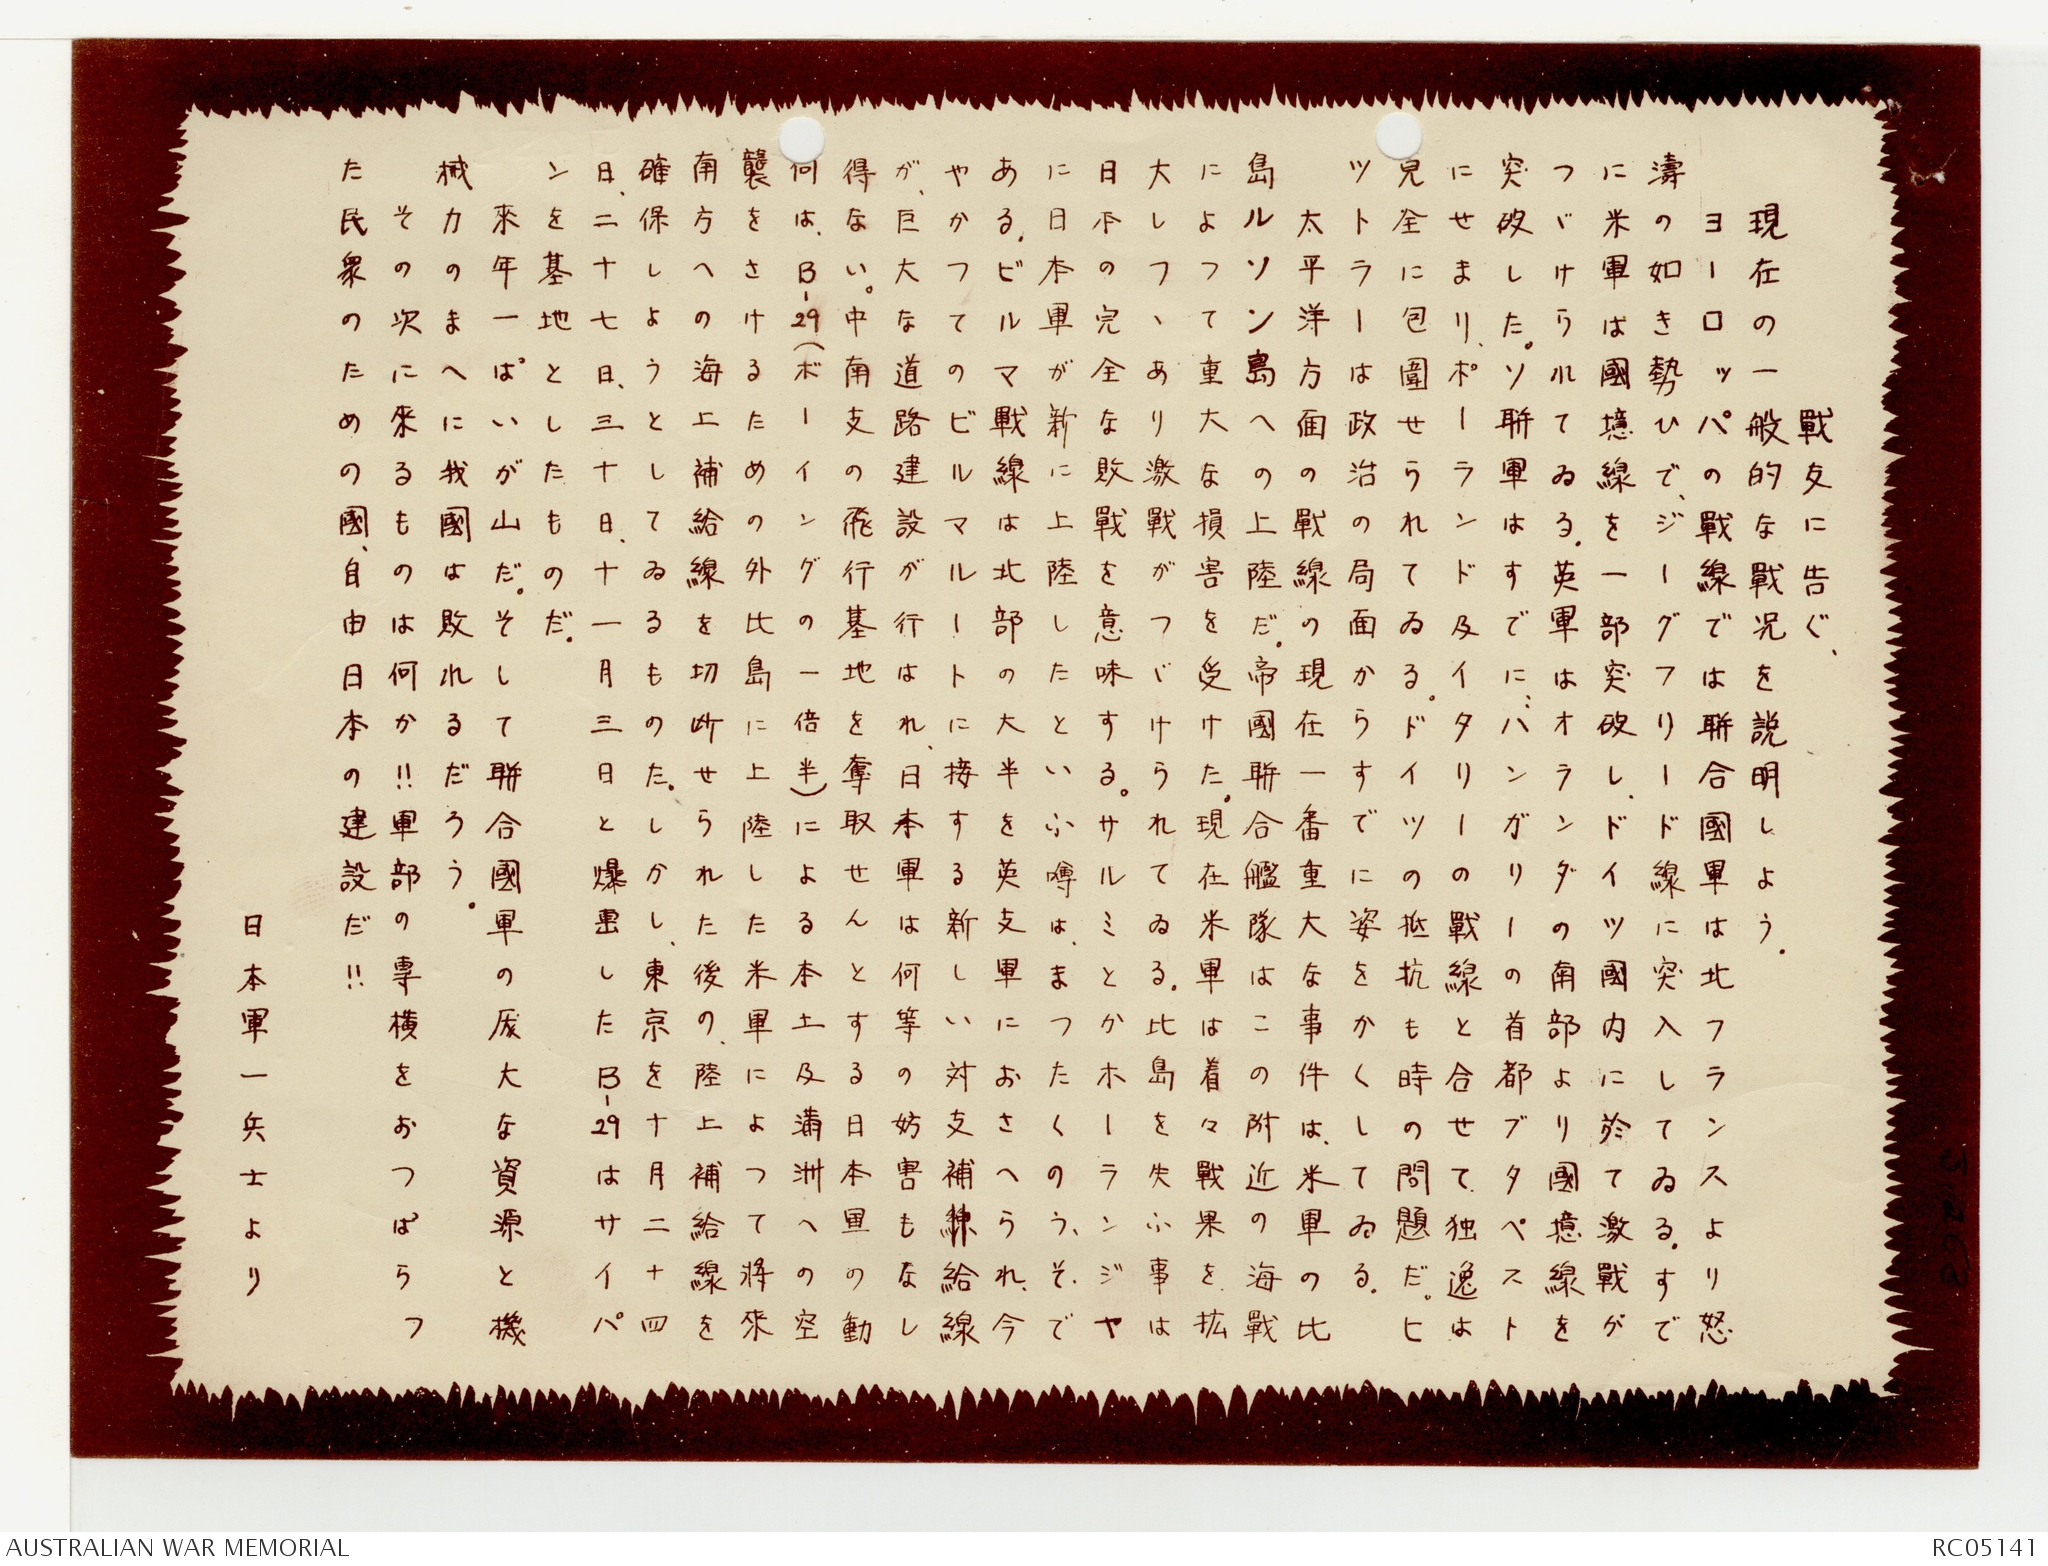 戰友に告ぐ、
現在の一般的な戰況を説明しよう.
ヨーロッパの戰線では聯合國軍は北フランスより怒
濤の如き勢ひで、ジーグフリード線に突入してゐる.すで
に米軍は國境線を一部突破し、ドイツ國内に於て激戰が
つゞけられてゐる.英軍はオランダの南部より國境線を
突破した。ソ聯軍はすでに、ハンガリーの首都ブタペスト
にせまり、ポーランド及イタリーの戰線と合せて、独逸は
完全に包圍せられてゐる。ドイツの抵抗も時の問題だ。ヒ
ットラーは政治の局面からすでに姿をかくしてゐる.
太平洋方面の戰線の現在一番重大な事件は、米軍の比
島ルソン島への上陸だ。帝國聯合艦隊はこの附近の海戰
によって重大な損害を受けた。現在米軍は着々戰果を拡
大しつゝあり激戰がつゞけられてゐる.比島を失ふ事は
日本の完全な敗戰を意味する。サルミとかホーランジヤ
に日本軍が新に上陸したといふ噂は、まつたくのう、そで
ある.ビルマ戰線は北部の大半を英支軍におさへられ、今
やかつてのビルマルートに接する新しい対支補給線
が、巨大な道路建設が行はれ、日本軍は何等の妨害もなし
得ない。中南支の飛行基地を奪取せんとする日本軍の動
何は、B-29(ボーイングの一倍半)による本土及満洲への空
襲をさけるための外比島に上陸した米軍によつて將來
南方への海上補給線を切断せられた後の、陸上補給線を
確保しようとしてゐるものた。しかし、東京を十月二十四
日、二十七日、三十日、十一月三日と爆撃したB-29はサイパ
ンを基地としたものだ。
來年一ぱいが山だ。そして聯合國軍の厖大な資源と機
械力のまへに我國は敗れるだろう。
その次に來るものは何か!!軍部の専横をおつぱらつ
た民衆のための國、自由日本の建設だ!!
日本軍一兵士より
AUSTRALIAN WAR MEMORIAL
RC05141